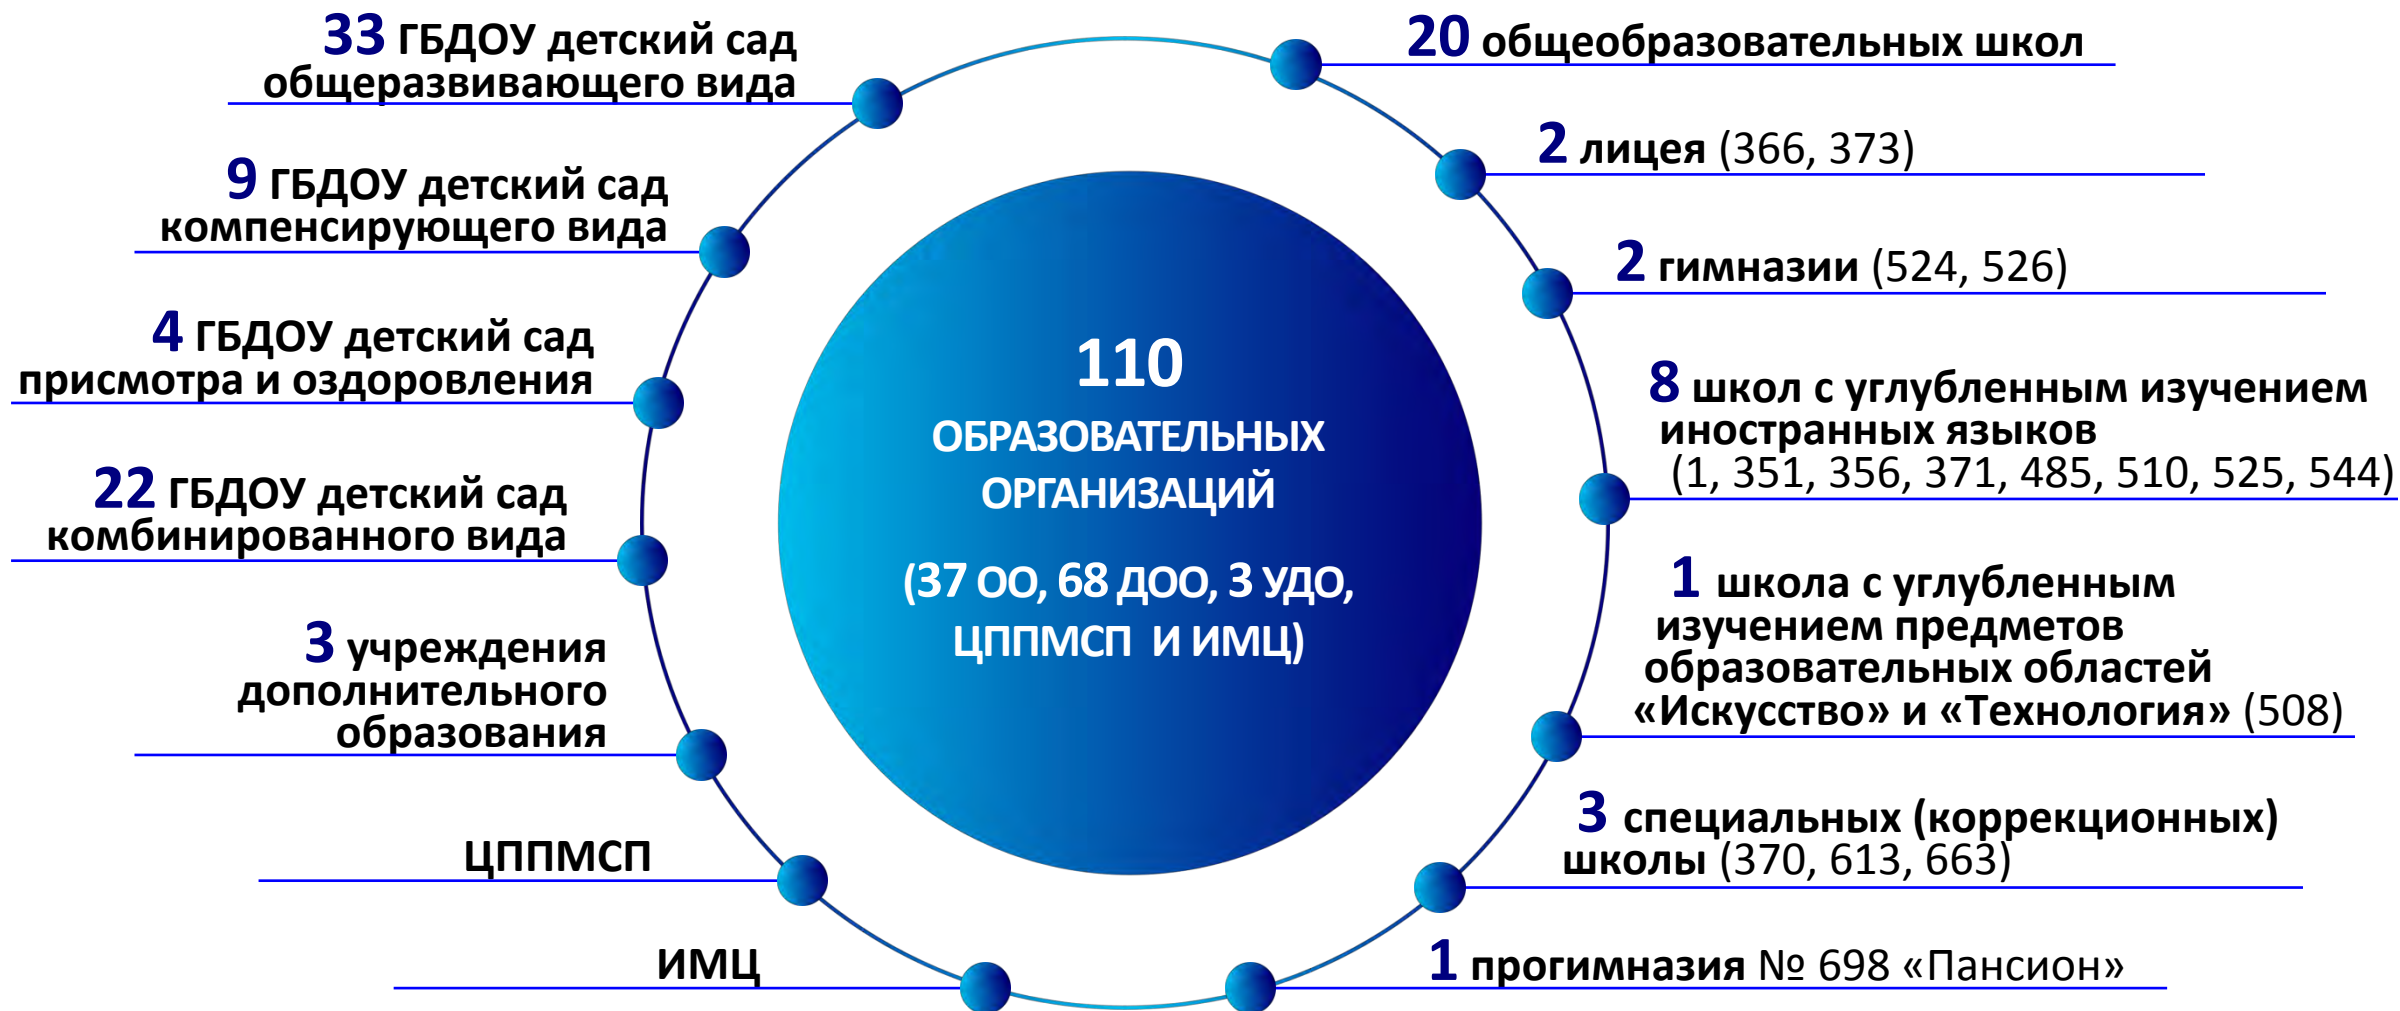 33 ГБДОУ детский сад
общеразвивающего вида
9 ГБДОУ детский сад
компенсирующего вида
4 ГБДОУ детский сад
присмотра и оздоровления
22 ГБДОУ детский сад
комбинированного вида
3 учреждения
дополнительного
образования
ЦППМСП
ИМЦ
110
ОБРАЗОВАТЕЛЬНЫХ
ОРГАНИЗАЦИЙ
(37 ОО, 68 ДОО, 3 УДО,
ЦППМСП И ИМЦ)
20 общеобразовательных школ
2 лицея (366, 373)
2 гимназии (524, 526)
8 школ с углубленным изучением
иностранных языков
(1, 351, 356, 371, 485, 510, 525, 544)
1 школа с углубленным
изучением предметов
образовательных областей
«Искусство» и «Технология» (508)
3 специальных (коррекционных)
школы (370, 613, 663)
1 прогимназия № 698 «Пансион»